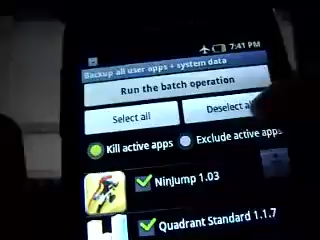 7:41 PM
Backup all user apps + system data
Run the batch operation
Select all
Deselect all
Kill active apps
Exclude active apps
NinJump 1.03
Quadrant Standard 1.1.7